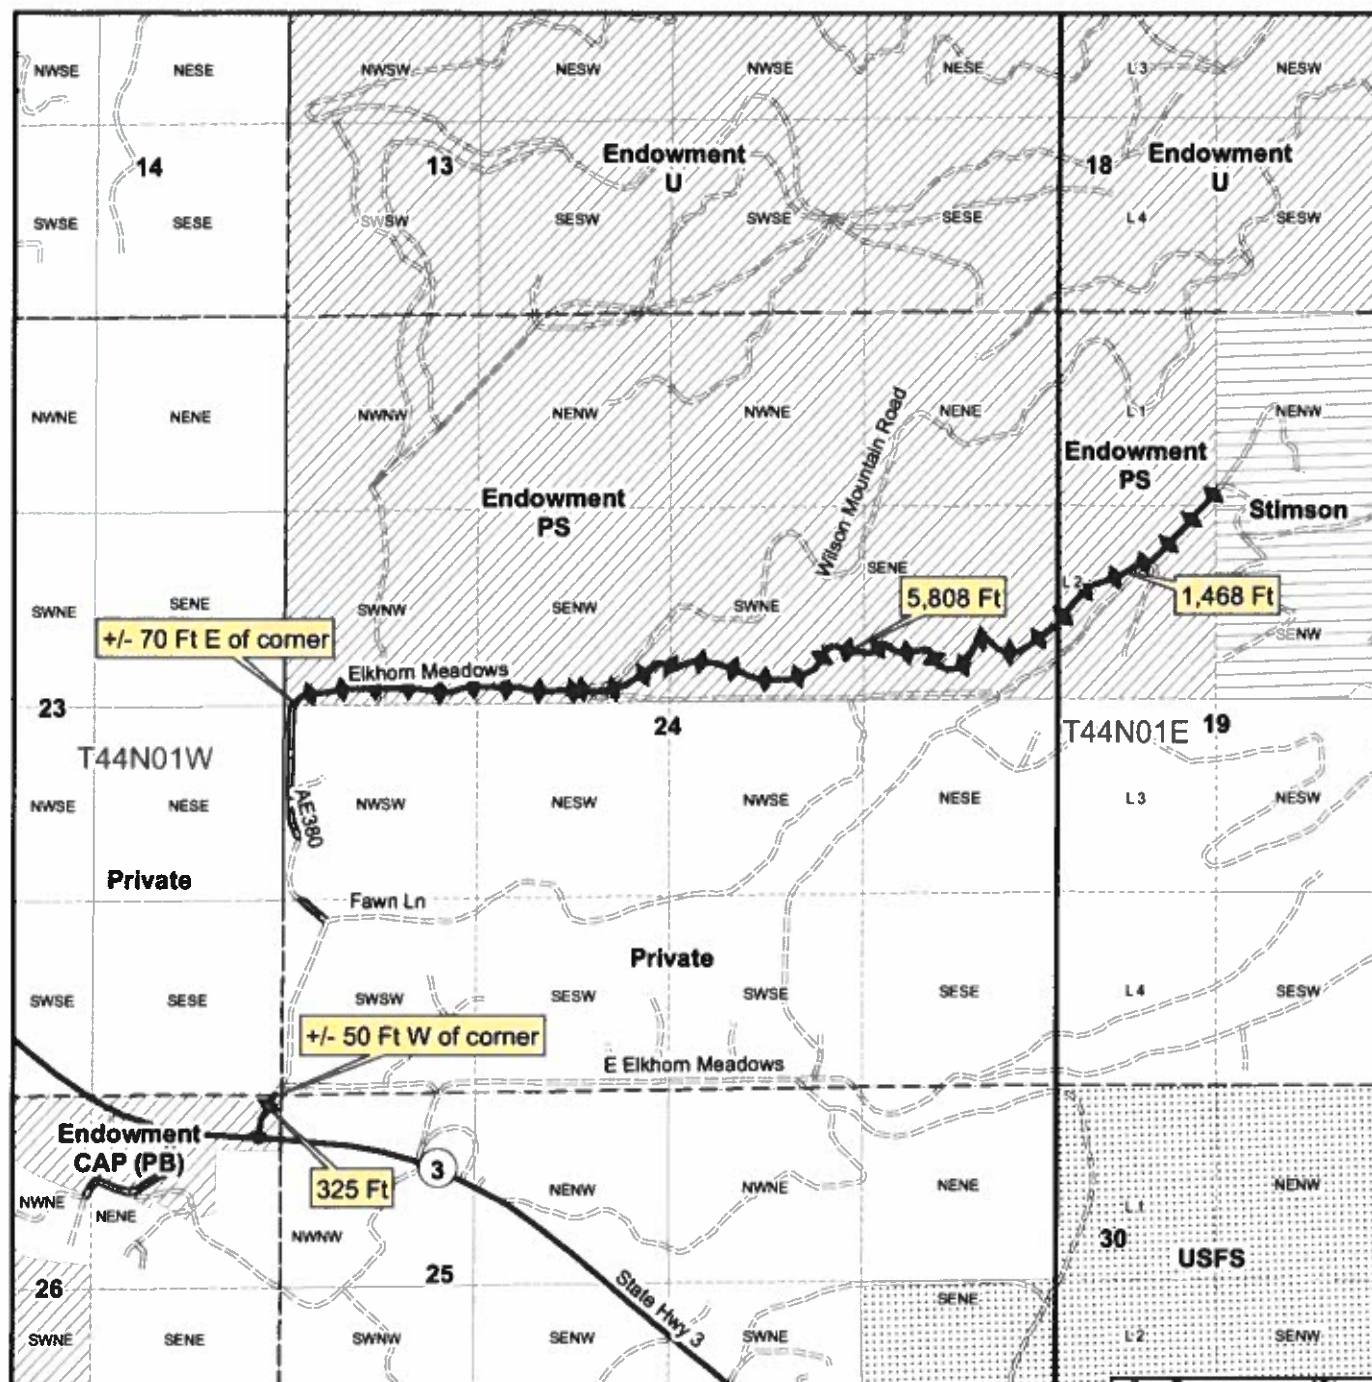 NWSE NESE NWSW NESW NWSE NESE L 3 NESW
14 13 Endowment U 18 Endowment U
SWSE SESE SWSW SESW SWSE SESE L 4 SESW
NWNE NENE NWNW NENW NWNE NENE L 1 NENW
Wilson Mountain Road
Endowment
PS
Endowment
PS
Stimson
SWNE SENE SWNW SENW SWNE SENE L 2 SENW
5,808 Ft
1,468 Ft
+/- 70 Ft E of corner
Elkhorn Meadows
23 24 19
T44N01W
T44N01E
NWSE NESE NWSW NESW NWSE NESE L 3 NESW
AE380
Private
Fawn Ln
Private
SWSE SESE SWSW SESW SWSE SESE L 4 SESW
+/- 50 Ft W of corner
E Elkhorn Meadows
Endowment
CAP (PB)
3
325 Ft
NWNE NENE NWNW NENW NWNE NENE L 1 NENW
30
USFS
26 25
State Hwy 3
SENE
SWNE SENE SWNW SENW SWNE L 2 SENW